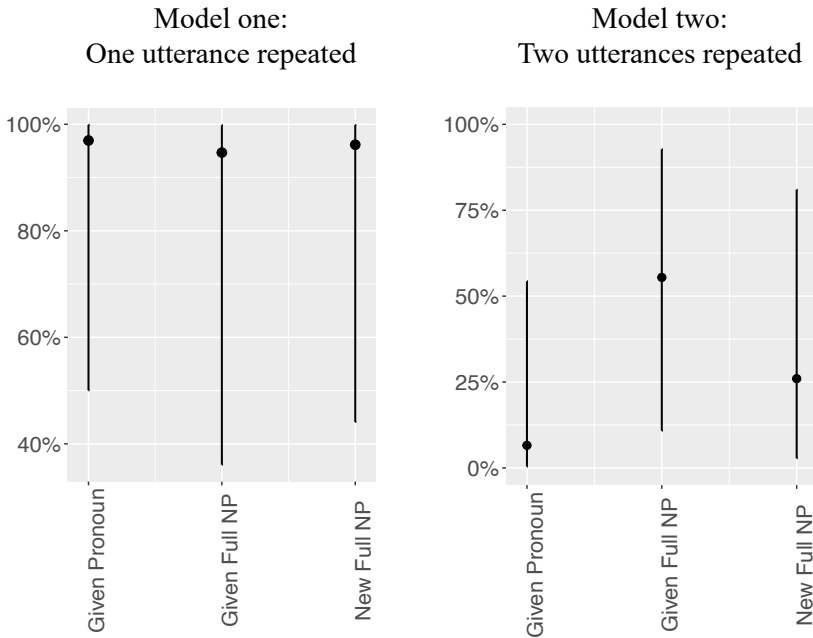 Model one:
One utterance repeated
100%
80%
60%
40%
Given Pronoun
Given Full NP
New Full NP
Model two:
Two utterances repeated
100%
75%
50%
25%
0%
Given Pronoun
Given Full NP
New Full NP